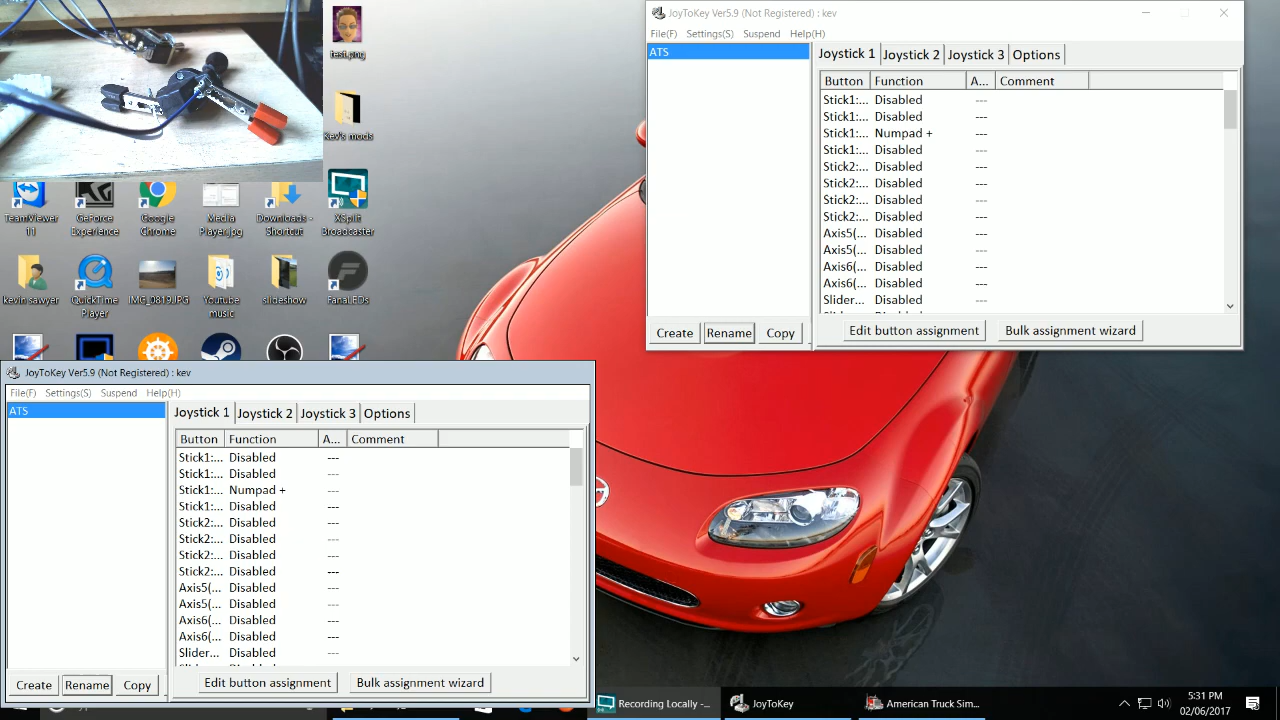 test.png
Kev's mods
TeamViewer 11
GeForce Experience
Google Chrome
Media Player.jpg
Downloads - Shortcut
XSplit Broadcaster
kevin sawyer
QuickTime Player
IMG_0819.JPG
Youtube music
slideshow
FanaLEDs
JoyToKey Ver5.9 (Not Registered) : kev
File(F) Settings(S) Suspend Help(H)
ATS
Joystick 1 Joystick 2 Joystick 3 Options
Button Function A... Comment
Stick1:... Disabled ---
Stick1:... Disabled ---
Stick1:... Numpad + ---
Stick1:... Disabled ---
Stick2:... Disabled ---
Stick2:... Disabled ---
Stick2:... Disabled ---
Stick2:... Disabled ---
Axis5(... Disabled ---
Axis5(... Disabled ---
Axis6(... Disabled ---
Axis6(... Disabled ---
Slider... Disabled ---
Create Rename Copy Edit button assignment Bulk assignment wizard
JoyToKey Ver5.9 (Not Registered) : kev
File(F) Settings(S) Suspend Help(H)
ATS
Joystick 1 Joystick 2 Joystick 3 Options
Button Function A... Comment
Stick1:... Disabled ---
Stick1:... Disabled ---
Stick1:... Numpad + ---
Stick1:... Disabled ---
Stick2:... Disabled ---
Stick2:... Disabled ---
Stick2:... Disabled ---
Stick2:... Disabled ---
Axis5(... Disabled ---
Axis5(... Disabled ---
Axis6(... Disabled ---
Axis6(... Disabled ---
Slider... Disabled ---
Create Rename Copy Edit button assignment Bulk assignment wizard
Recording Locally -... JoyToKey American Truck Sim...
5:31 PM
02/06/2017